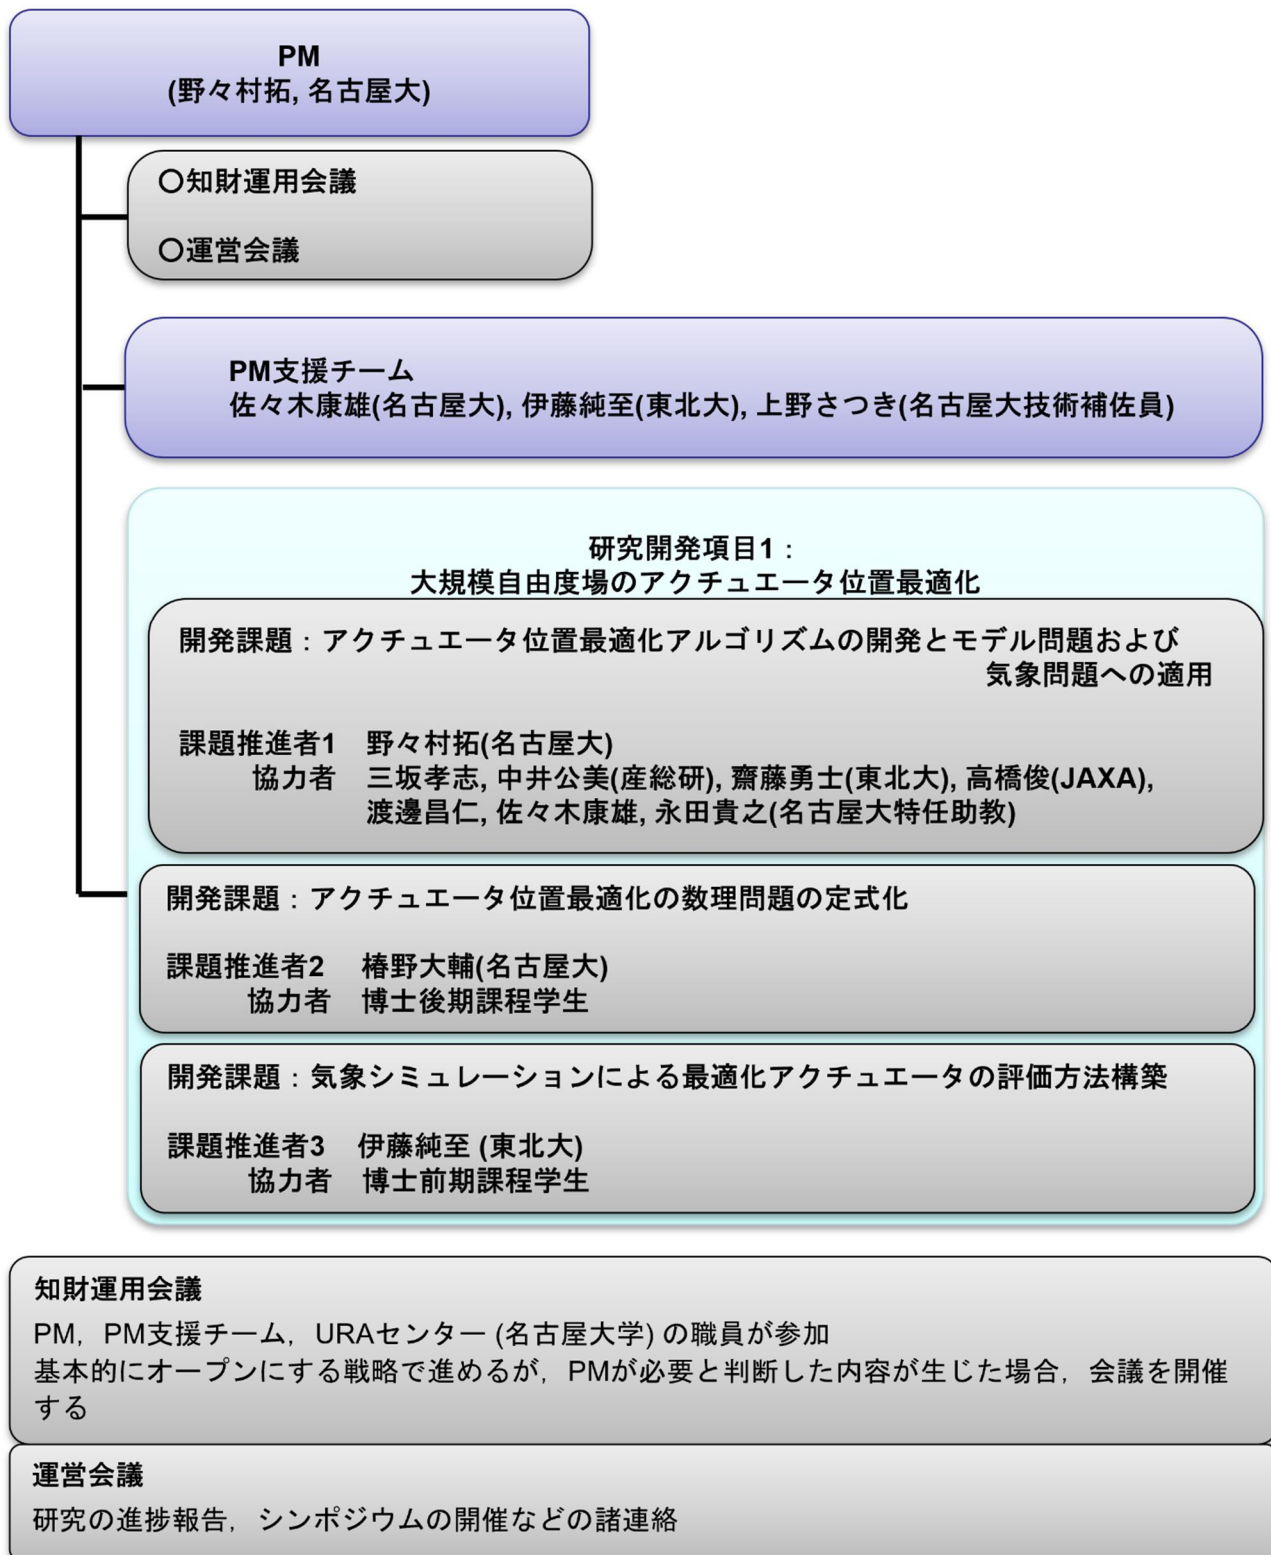 PM
(野々村拓, 名古屋大)
〇知財運用会議
〇運営会議
PM支援チーム
佐々木康雄(名古屋大), 伊藤純至(東北大), 上野さつき(名古屋大技術補佐員)
研究開発項目1：
大規模自由度場のアクチュエータ位置最適化
開発課題：アクチュエータ位置最適化アルゴリズムの開発とモデル問題および
気象問題への適用
課題推進者1　野々村拓(名古屋大)
協力者　三坂孝志, 中井公美(産総研), 齋藤勇士(東北大), 高橋俊(JAXA),
渡邊昌仁, 佐々木康雄, 永田貴之(名古屋大特任助教)
開発課題：アクチュエータ位置最適化の数理問題の定式化
課題推進者2　椿野大輔(名古屋大)
協力者　博士後期課程学生
開発課題：気象シミュレーションによる最適化アクチュエータの評価方法構築
課題推進者3　伊藤純至 (東北大)
協力者　博士前期課程学生
知財運用会議
PM，PM支援チーム，URAセンター (名古屋大学) の職員が参加
基本的にオープンにする戦略で進めるが，PMが必要と判断した内容が生じた場合，会議を開催
する
運営会議
研究の進捗報告，シンポジウムの開催などの諸連絡